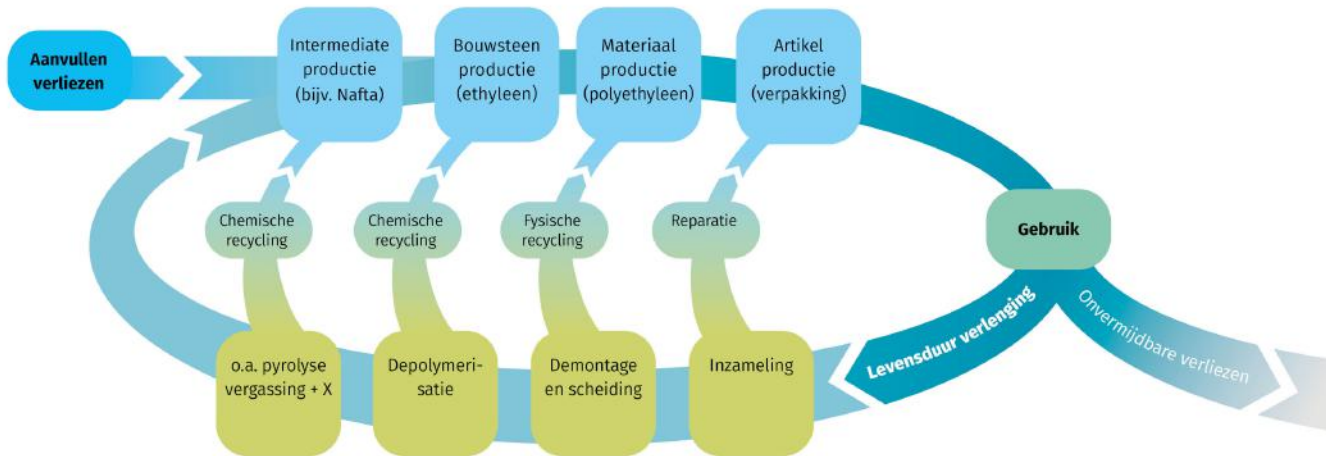 Aanvullen
verliezen
Intermediate
productie
(bijv. Nafta)
Bouwsteen
productie
(ethyleen)
Materiaal
productie
(polyethyleen)
Artikel
productie
(verpakking)
Chemische
recycling
Chemische
recycling
Fysische
recycling
Reparatie
Gebruik
o.a. pyrolyse
vergassing + X
Depolymeri-
satie
Demontage
en scheiding
Inzameling
Levensduur verlenging
Onvermijdbare verliezen